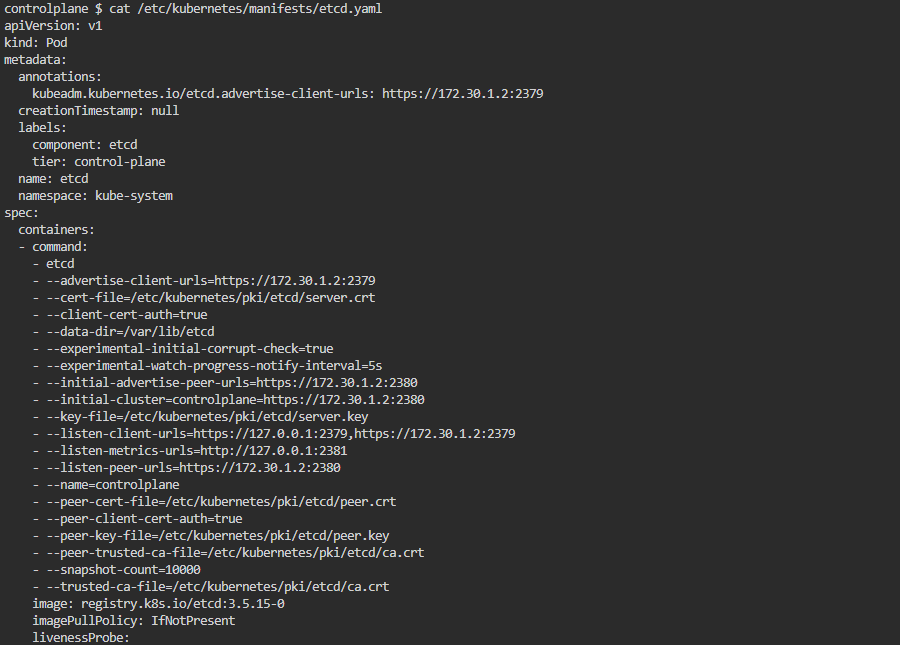 controlplane $ cat /etc/kubernetes/manifests/etcd.yaml
apiVersion: v1
kind: Pod
metadata:
  annotations:
    kubeadm.kubernetes.io/etcd.advertise-client-urls: https://172.30.1.2:2379
  creationTimestamp: null
  labels:
    component: etcd
    tier: control-plane
  name: etcd
  namespace: kube-system
spec:
  containers:
  - command:
    - etcd
    - --advertise-client-urls=https://172.30.1.2:2379
    - --cert-file=/etc/kubernetes/pki/etcd/server.crt
    - --client-cert-auth=true
    - --data-dir=/var/lib/etcd
    - --experimental-initial-corrupt-check=true
    - --experimental-watch-progress-notify-interval=5s
    - --initial-advertise-peer-urls=https://172.30.1.2:2380
    - --initial-cluster=controlplane=https://172.30.1.2:2380
    - --key-file=/etc/kubernetes/pki/etcd/server.key
    - --listen-client-urls=https://127.0.0.1:2379,https://172.30.1.2:2379
    - --listen-metrics-urls=http://127.0.0.1:2381
    - --listen-peer-urls=https://172.30.1.2:2380
    - --name=controlplane
    - --peer-cert-file=/etc/kubernetes/pki/etcd/peer.crt
    - --peer-client-cert-auth=true
    - --peer-key-file=/etc/kubernetes/pki/etcd/peer.key
    - --peer-trusted-ca-file=/etc/kubernetes/pki/etcd/ca.crt
    - --snapshot-count=10000
    - --trusted-ca-file=/etc/kubernetes/pki/etcd/ca.crt
    image: registry.k8s.io/etcd:3.5.15-0
    imagePullPolicy: IfNotPresent
    livenessProbe: